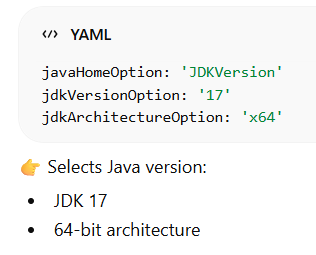 </> YAML
javaHomeOption: 'JDKVersion'
jdkVersionOption: '17'
jdkArchitectureOption: 'x64'
👉 Selects Java version:
• JDK 17
• 64-bit architecture